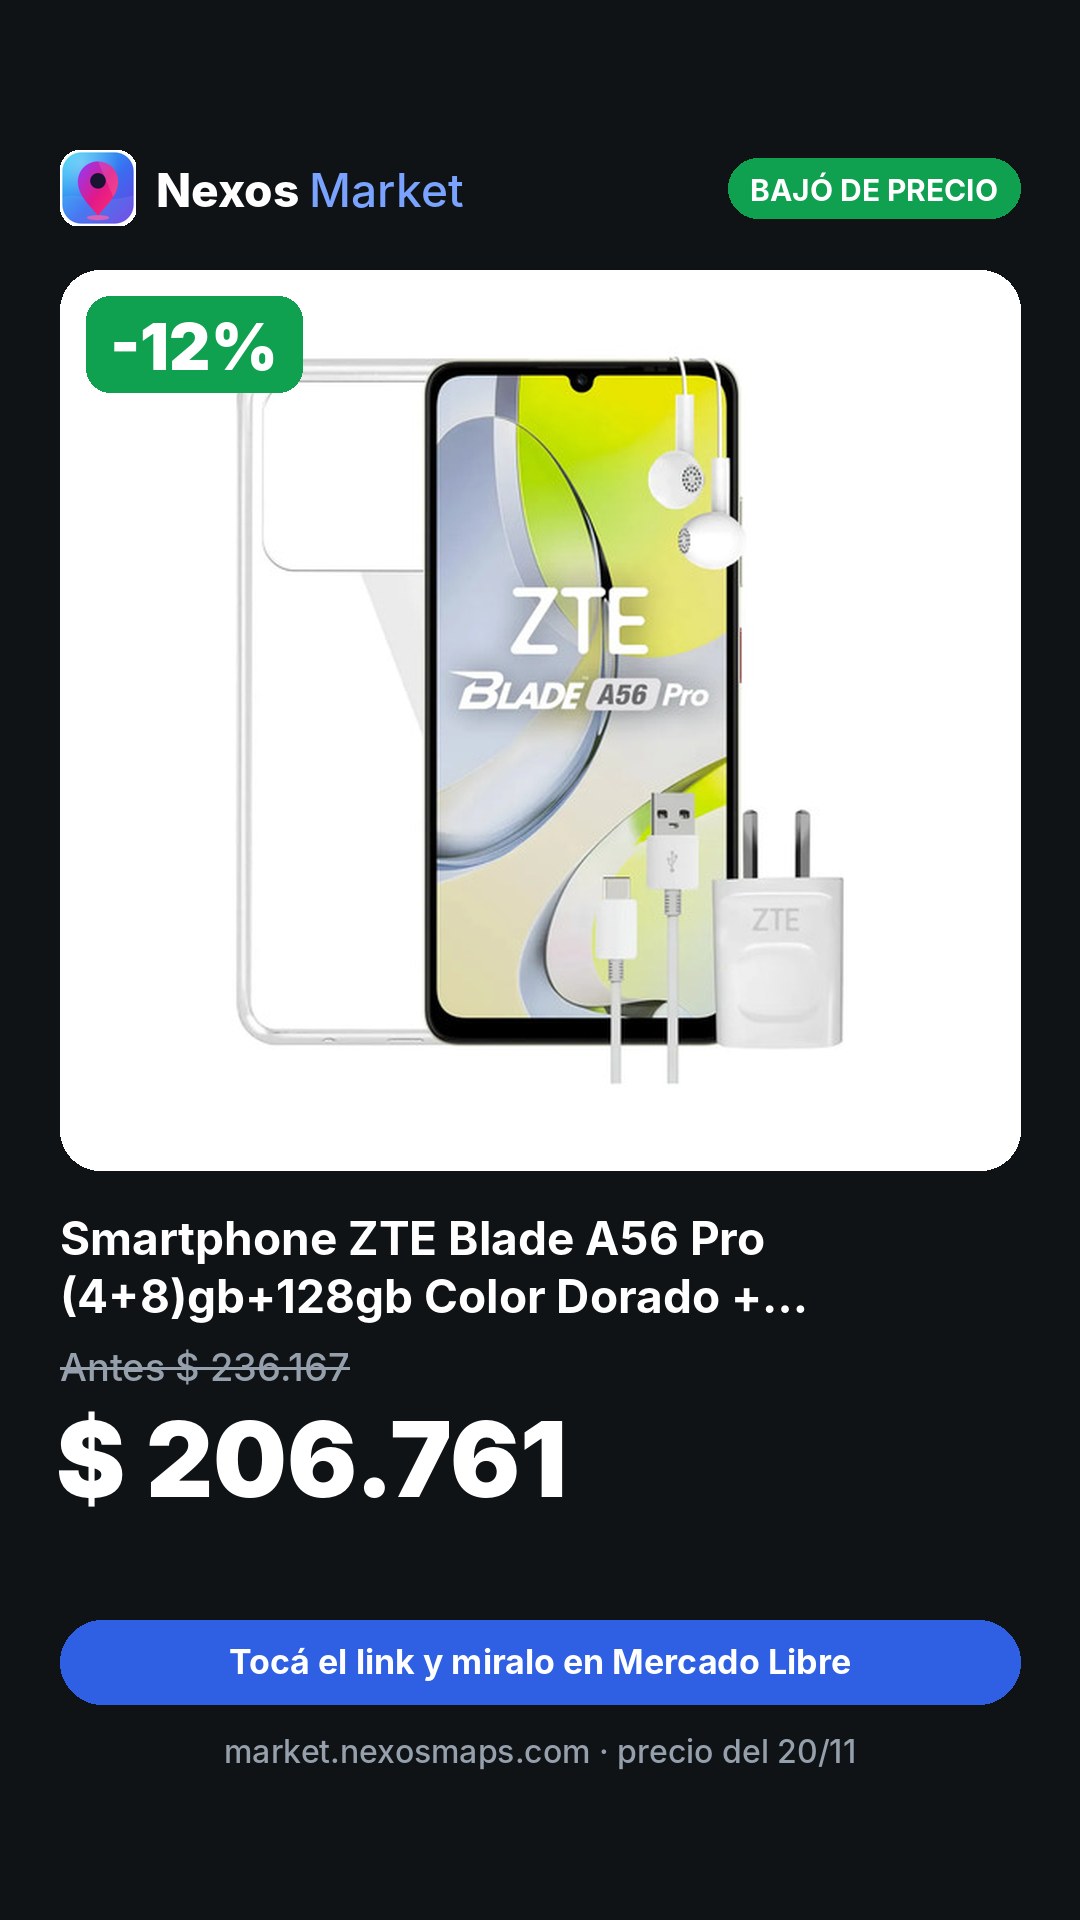 Nexos Market
BAJÓ DE PRECIO
-12%
ZTE
BLADE A56 Pro
ZTE
Smartphone ZTE Blade A56 Pro
(4+8)gb+128gb Color Dorado +...
Antes $ 236.167
$ 206.761
Tocá el link y miralo en Mercado Libre
market.nexosmaps.com · precio del 20/11